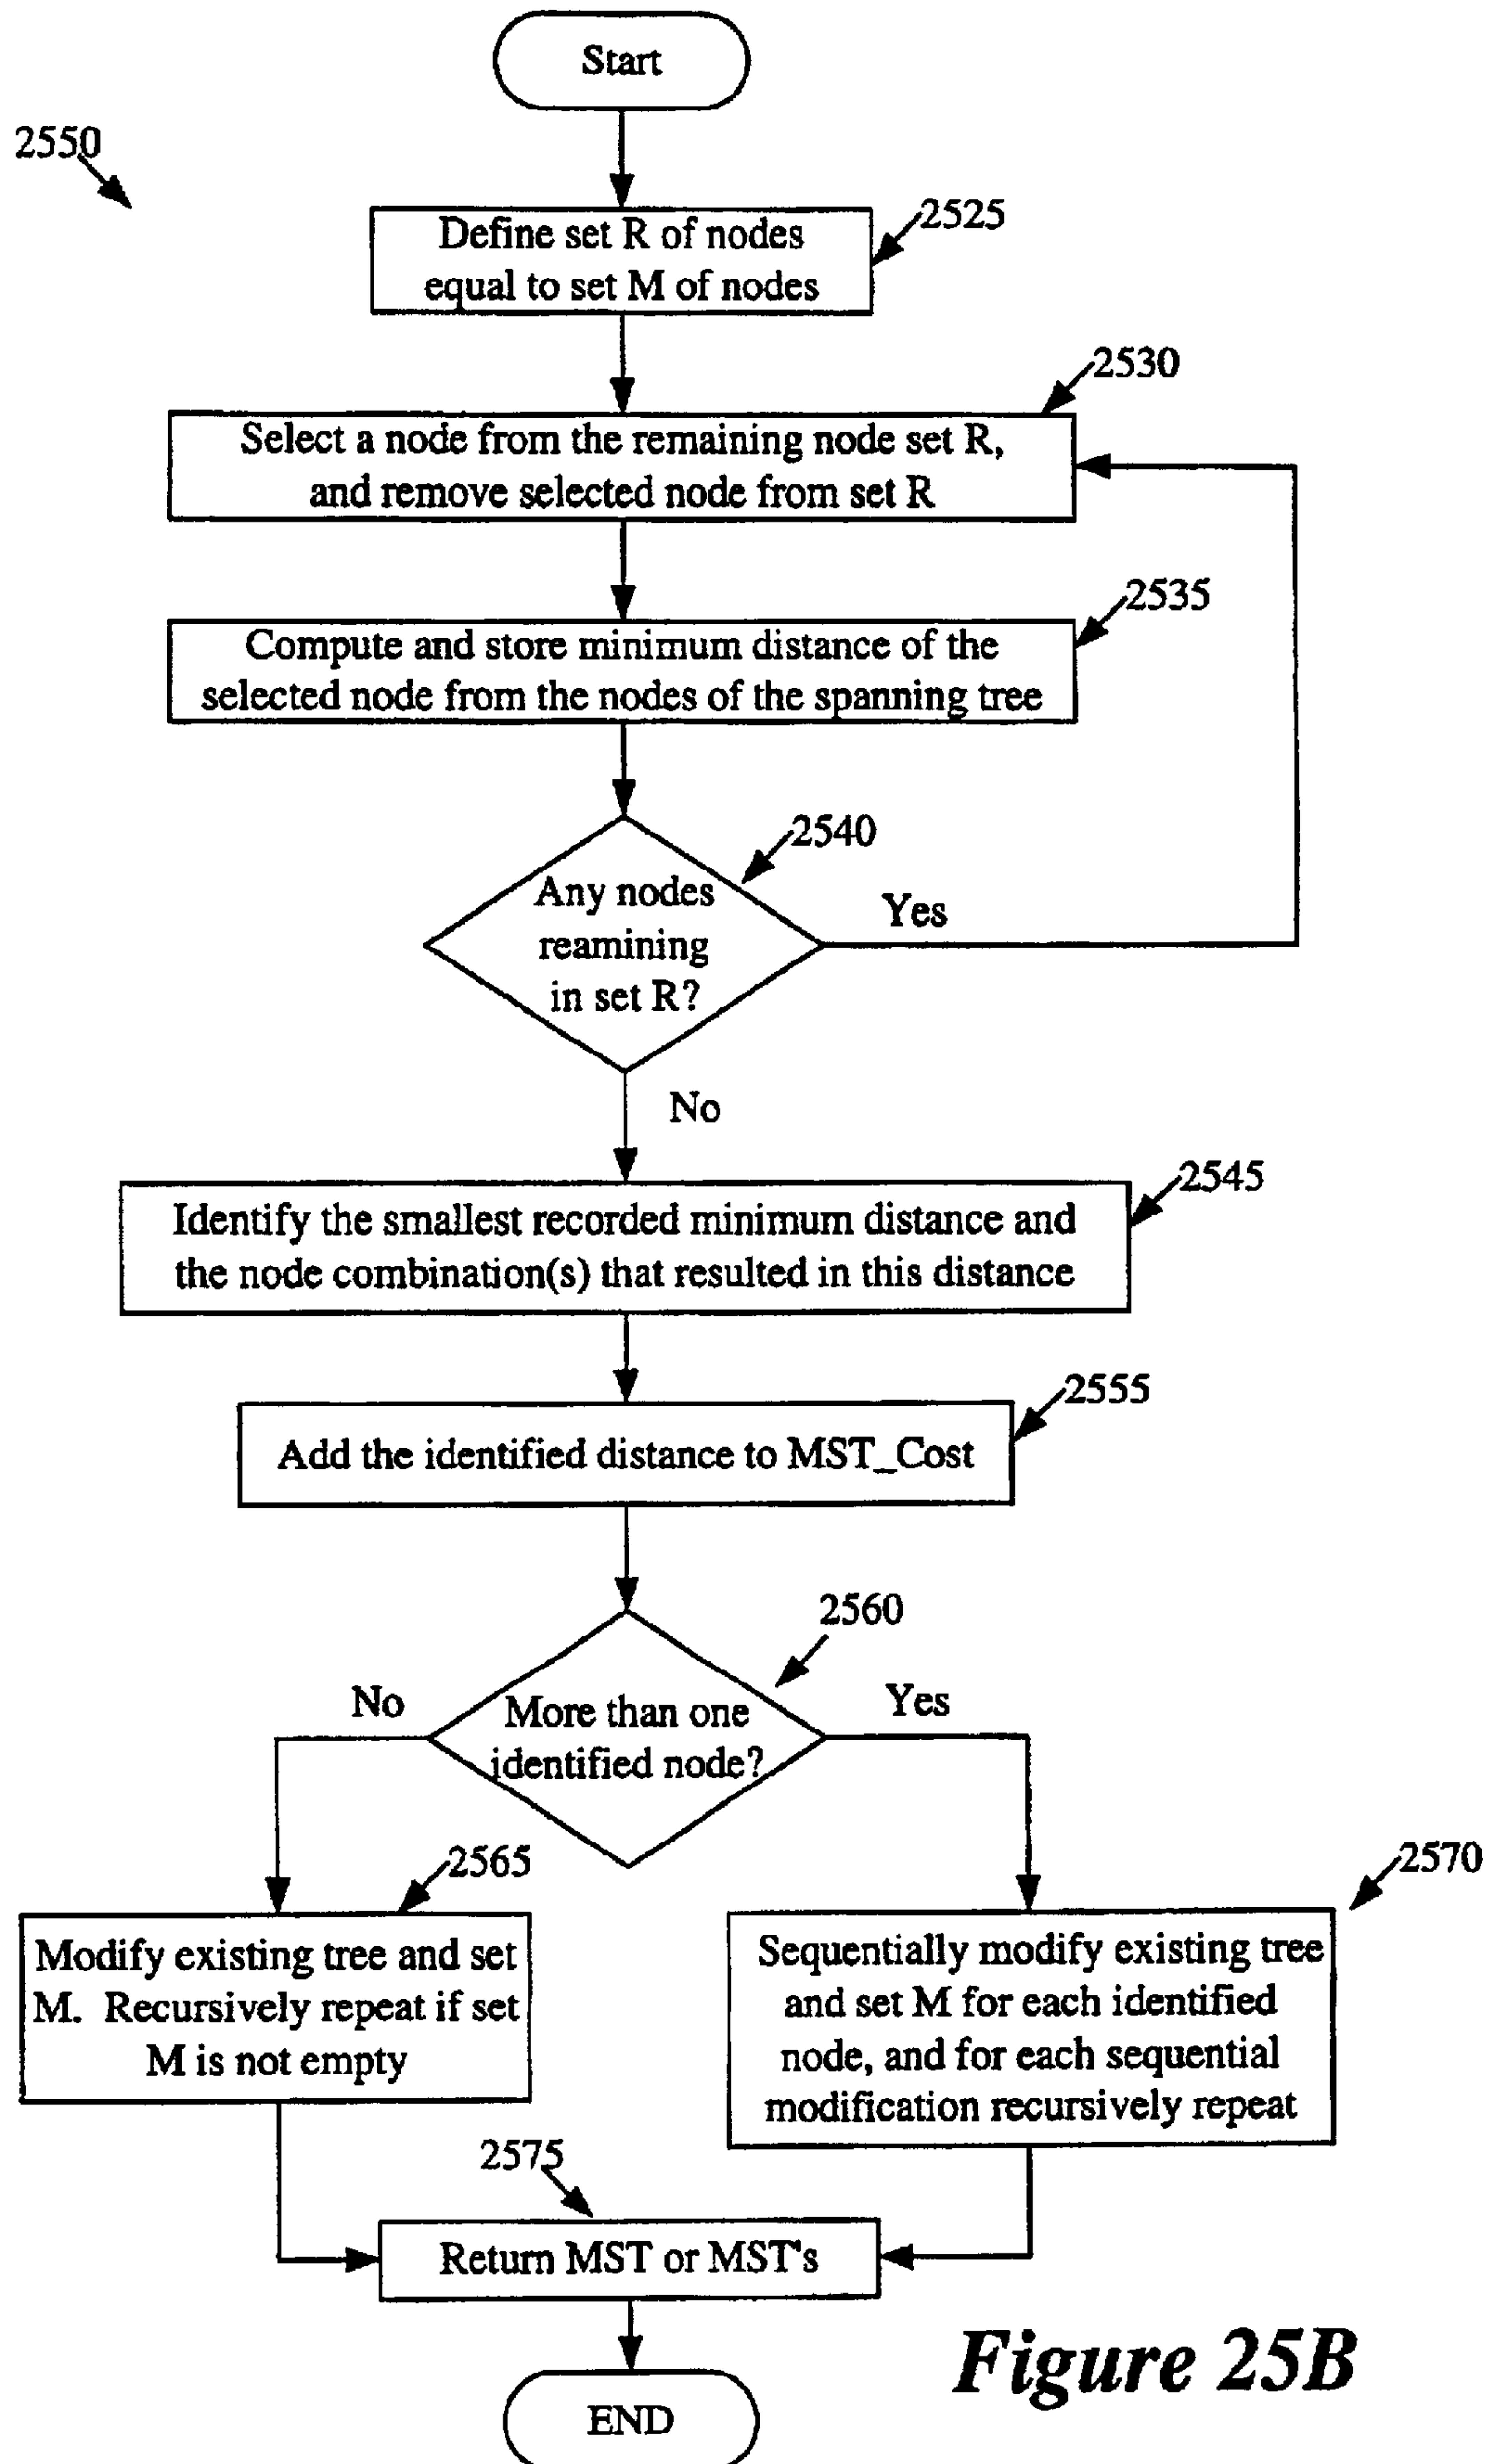 Start
2550
2525
Define set R of nodes
equal to set M of nodes
2530
Select a node from the remaining node set R,
and remove selected node from set R
2535
Compute and store minimum distance of the
selected node from the nodes of the spanning tree
2540
Any nodes
reamining
in set R?
Yes
No
2545
Identify the smallest recorded minimum distance and
the node combination(s) that resulted in this distance
2555
Add the identified distance to MST_Cost
2560
More than one
identified node?
No
Yes
2565
Modify existing tree and set
M. Recursively repeat if set
M is not empty
2570
Sequentially modify existing tree
and set M for each identified
node, and for each sequential
modification recursively repeat
2575
Return MST or MST's
END
Figure 25B